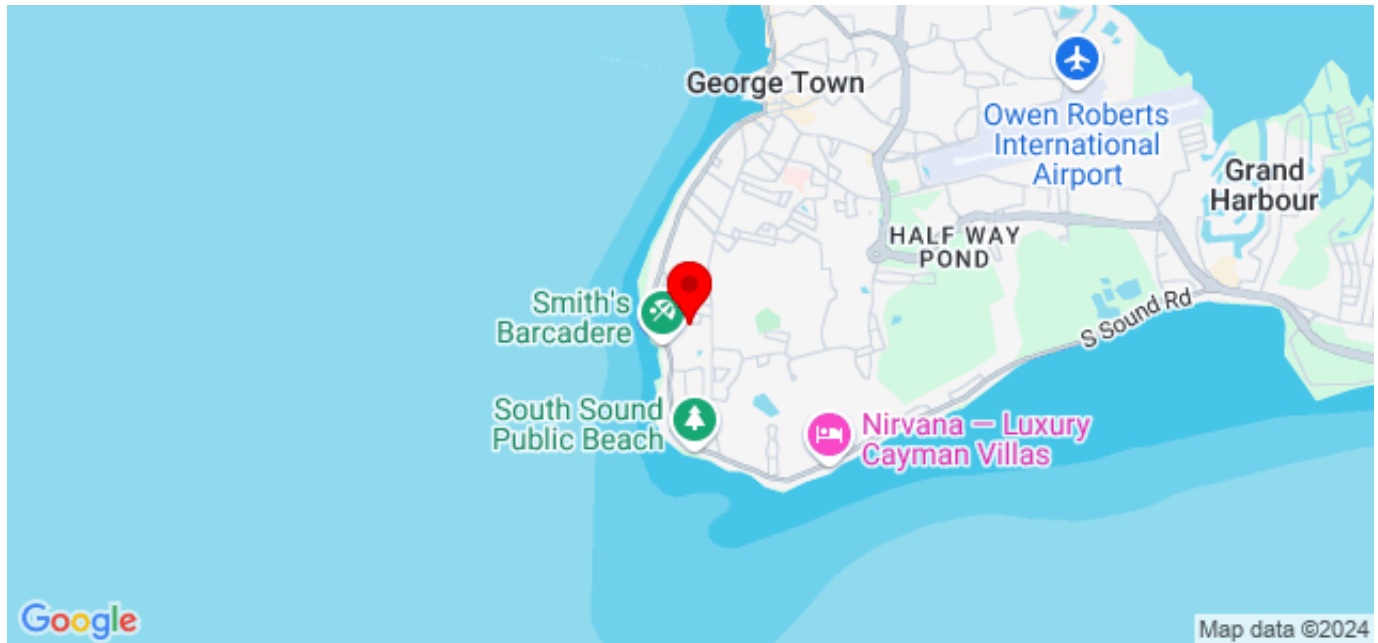 George Town
Owen Roberts
International
Airport
Grand
Harbour
HALF WAY
POND
Smith's
Barcadere
S Sound Rd
South Sound
Public Beach
Nirvana — Luxury
Cayman Villas
Google
Map data ©2024